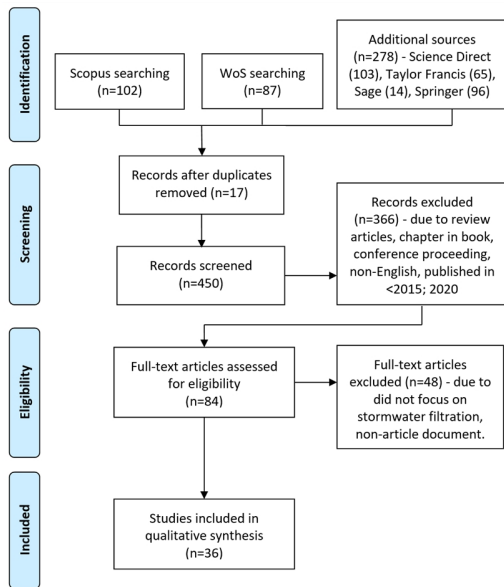 Identification
Scopus searching
(n=102)
WoS searching
(n=87)
Additional sources
(n=278) - Science Direct
(103), Taylor Francis (65),
Sage (14), Springer (96)
Screening
Records after duplicates
removed (n=17)
Records screened
(n=450)
Records excluded
(n=366) - due to review
articles, chapter in book,
conference proceeding,
non-English, published in
<2015; 2020
Eligibility
Full-text articles assessed
for eligibility
(n=84)
Full-text articles
excluded (n=48) - due to
did not focus on
stormwater filtration,
non-article document.
Included
Studies included in
qualitative synthesis
(n=36)